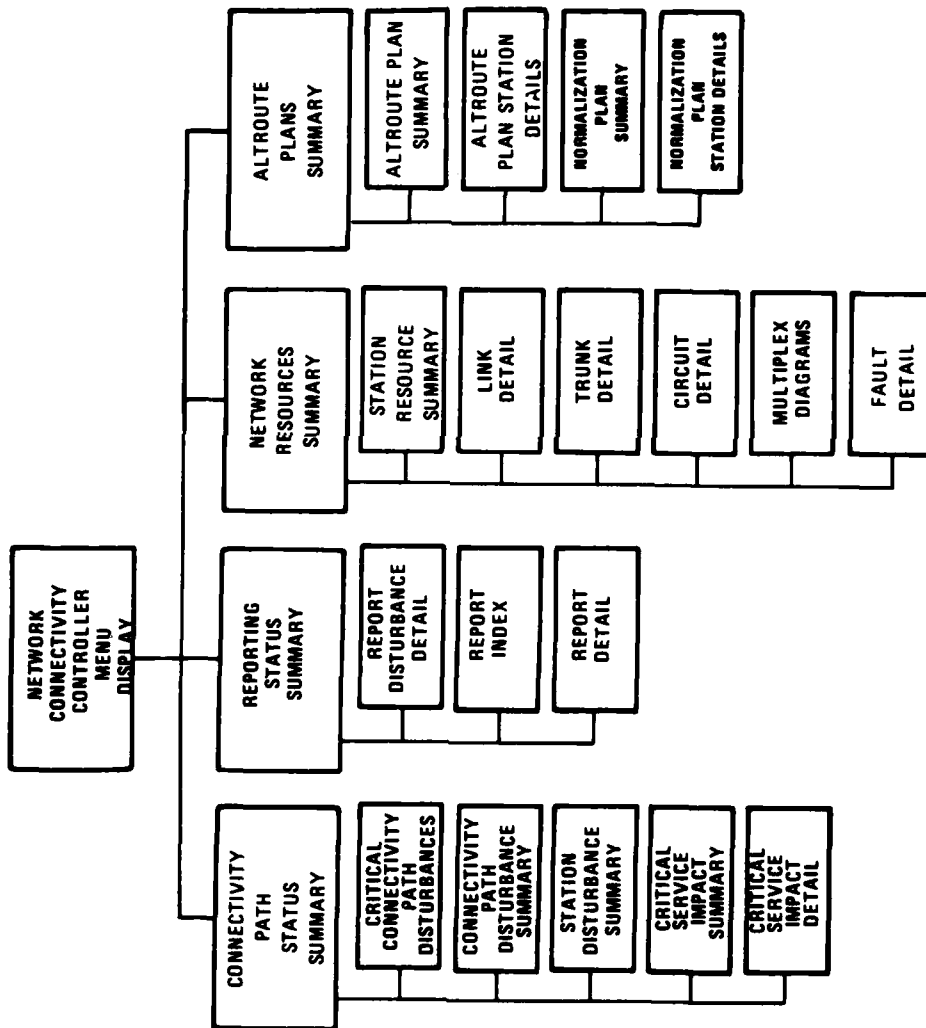 NETWORK
CONNECTIVITY
CONTROLLER
MENU
DISPLAY
CONNECTIVITY
PATH
STATUS
SUMMARY
CRITICAL
CONNECTIVITY
PATH
DISTURBANCES
CONNECTIVITY
PATH
DISTURBANCE
SUMMARY
STATION
DISTURBANCE
SUMMARY
CRITICAL
SERVICE
IMPACT
SUMMARY
CRITICAL
SERVICE
IMPACT
DETAIL
REPORTING
STATUS
SUMMARY
REPORT
DISTURBANCE
DETAIL
REPORT
INDEX
REPORT
DETAIL
NETWORK
RESOURCES
SUMMARY
STATION
RESOURCE
SUMMARY
LINK
DETAIL
TRUNK
DETAIL
CIRCUIT
DETAIL
MULTIPLEX
DIAGRAMS
FAULT
DETAIL
ALTROUTE
PLANS
SUMMARY
ALTROUTE PLAN
SUMMARY
ALTROUTE
PLAN STATION
DETAILS
NORMALIZATION
PLAN
SUMMARY
NORMALIZATION
PLAN
STATION DETAILS